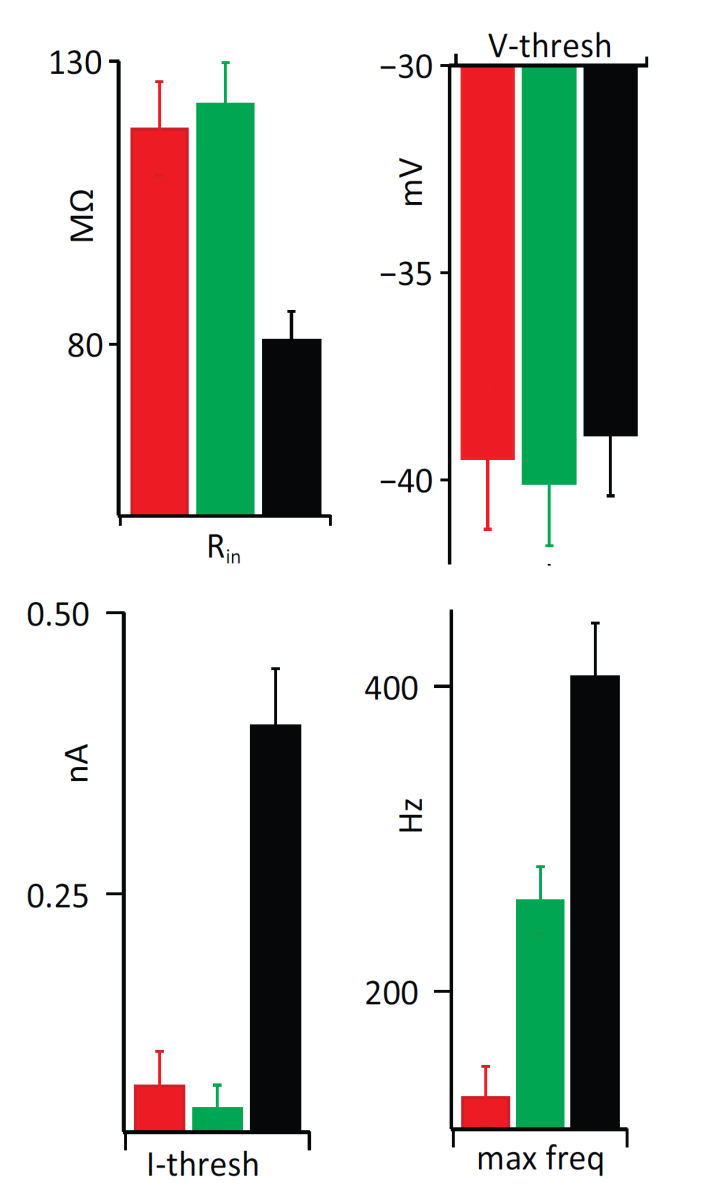 130
MΩ
80
R_in
V-thresh
−30
mV
−35
−40
0.50
nA
0.25
I-thresh
400
Hz
200
max freq